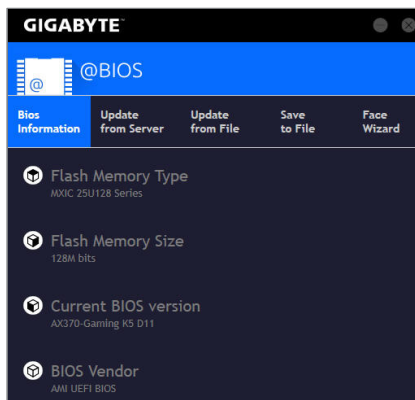 GIGABYTE™
@
@BIOS
Bios Information
Update from Server
Update from File
Save to File
Face Wizard
Flash Memory Type
MXIC 25U128 Series
Flash Memory Size
128M bits
Current BIOS version
AX370-Gaming K5 D11
BIOS Vendor
AMI UEFI BIOS